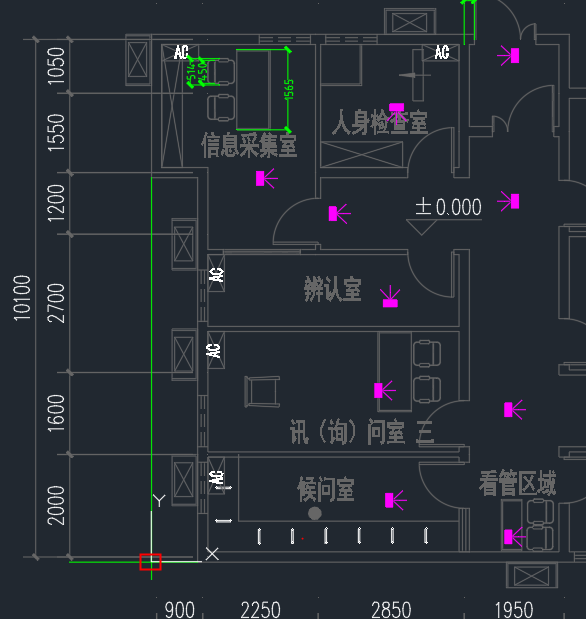 AC
AC
1050
514
450
1565
人身检查室
1550
信息采集室
1200
±0.000
AC
辨认室
10100
2700
AC
1600
讯（询）问室 三
AC
候问室
看管区域
2000
Y
X
900
2250
2850
1950